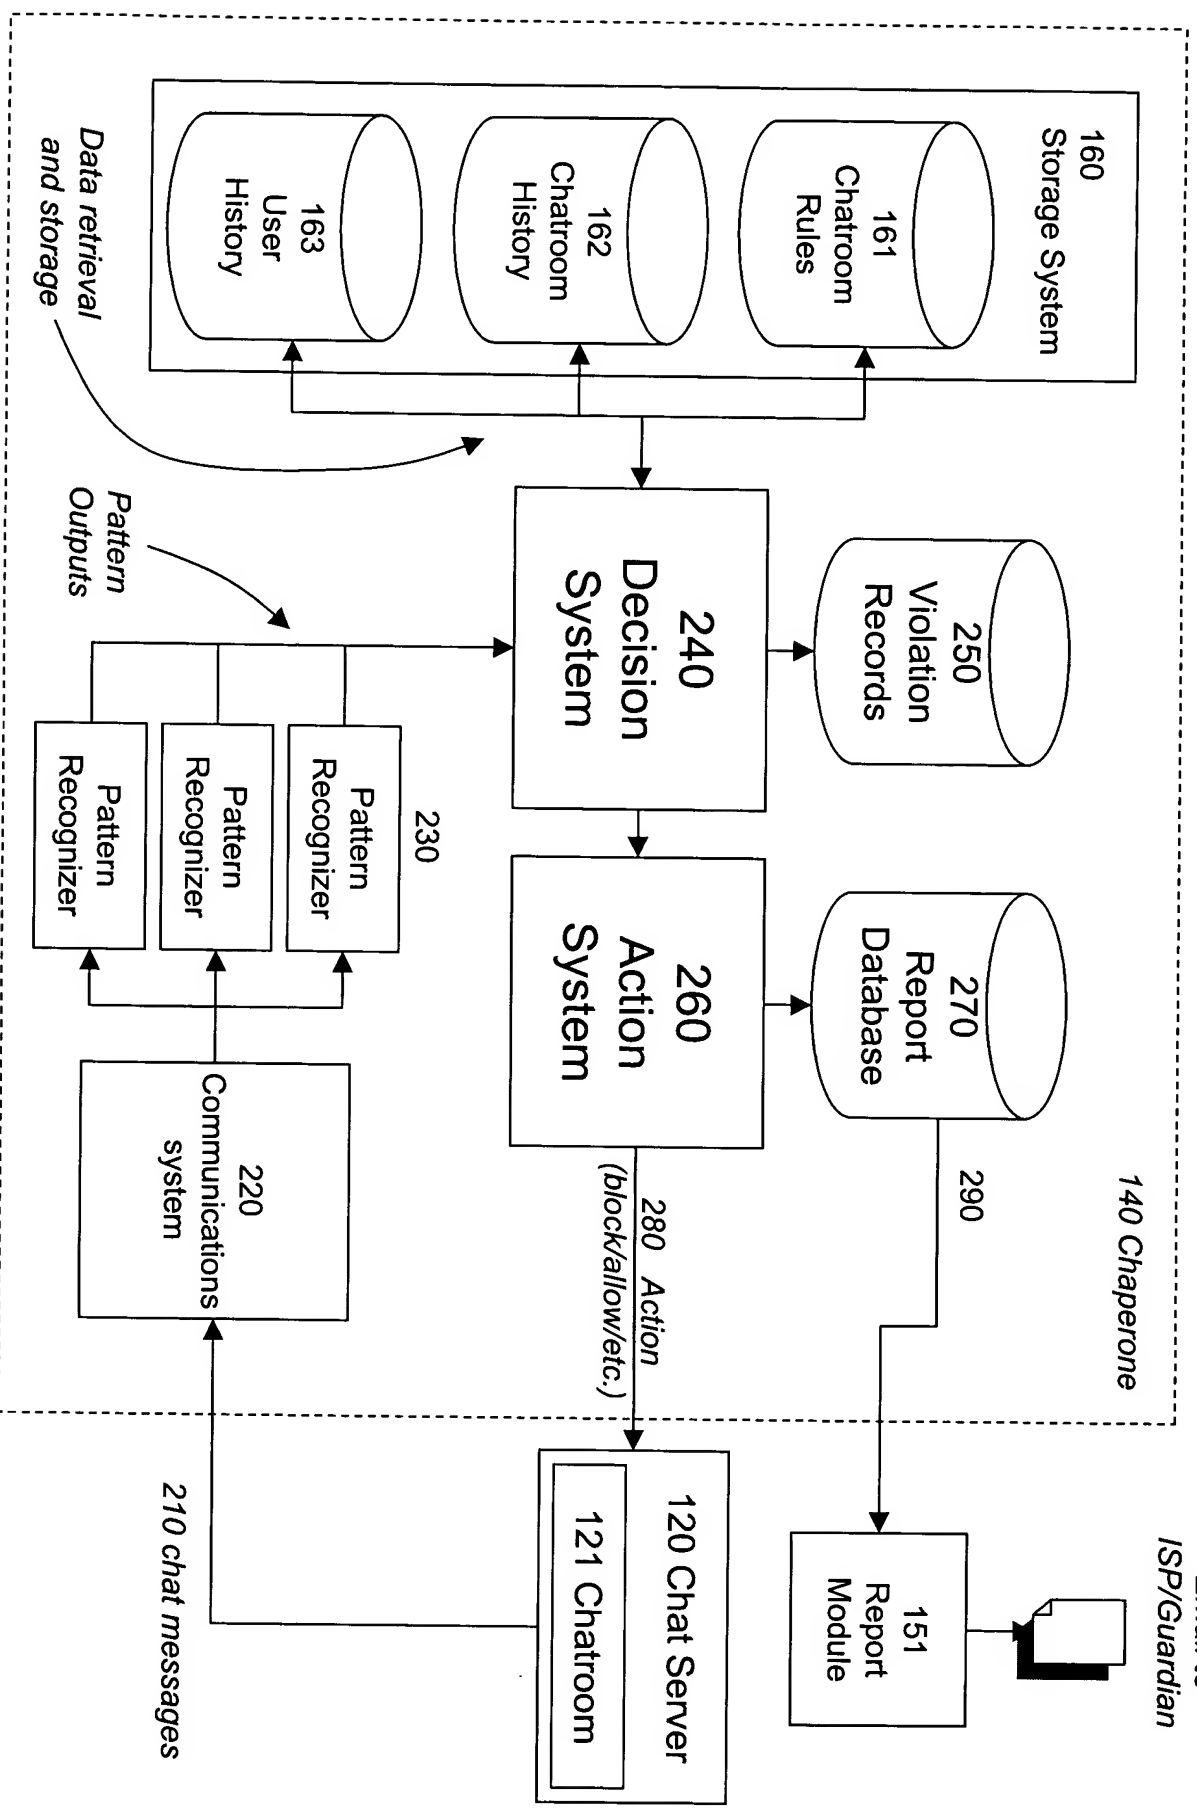 Email to
ISP/Guardian
140 Chaperone
160
Storage System
161
Chatroom
Rules
162
Chatroom
History
163
User
History
Data retrieval
and storage
250
Violation
Records
270
Report
Database
290
151
Report
Module
240
Decision
System
260
Action
System
280 Action
(block/allow/etc.)
120 Chat Server
121 Chatroom
Pattern
Outputs
230
Pattern
Recognizer
Pattern
Recognizer
Pattern
Recognizer
220
Communications
system
210 chat messages